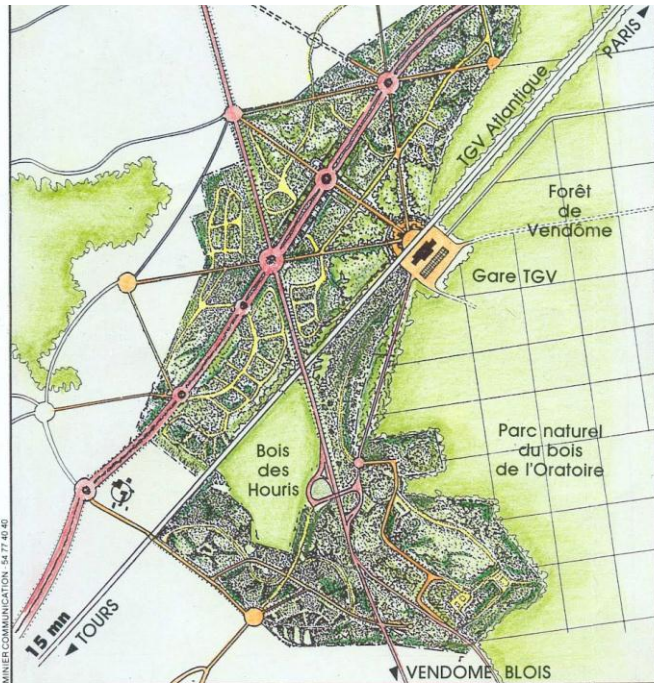 PARIS
TGV Atlantique
Forêt
de
Vendôme
Gare TGV
Bois
des
Houris
Parc naturel
du bois
de l'Oratoire
15 mn
TOURS
VENDÔME BLOIS
MINIER COMMUNICATION - 54 77 40 40